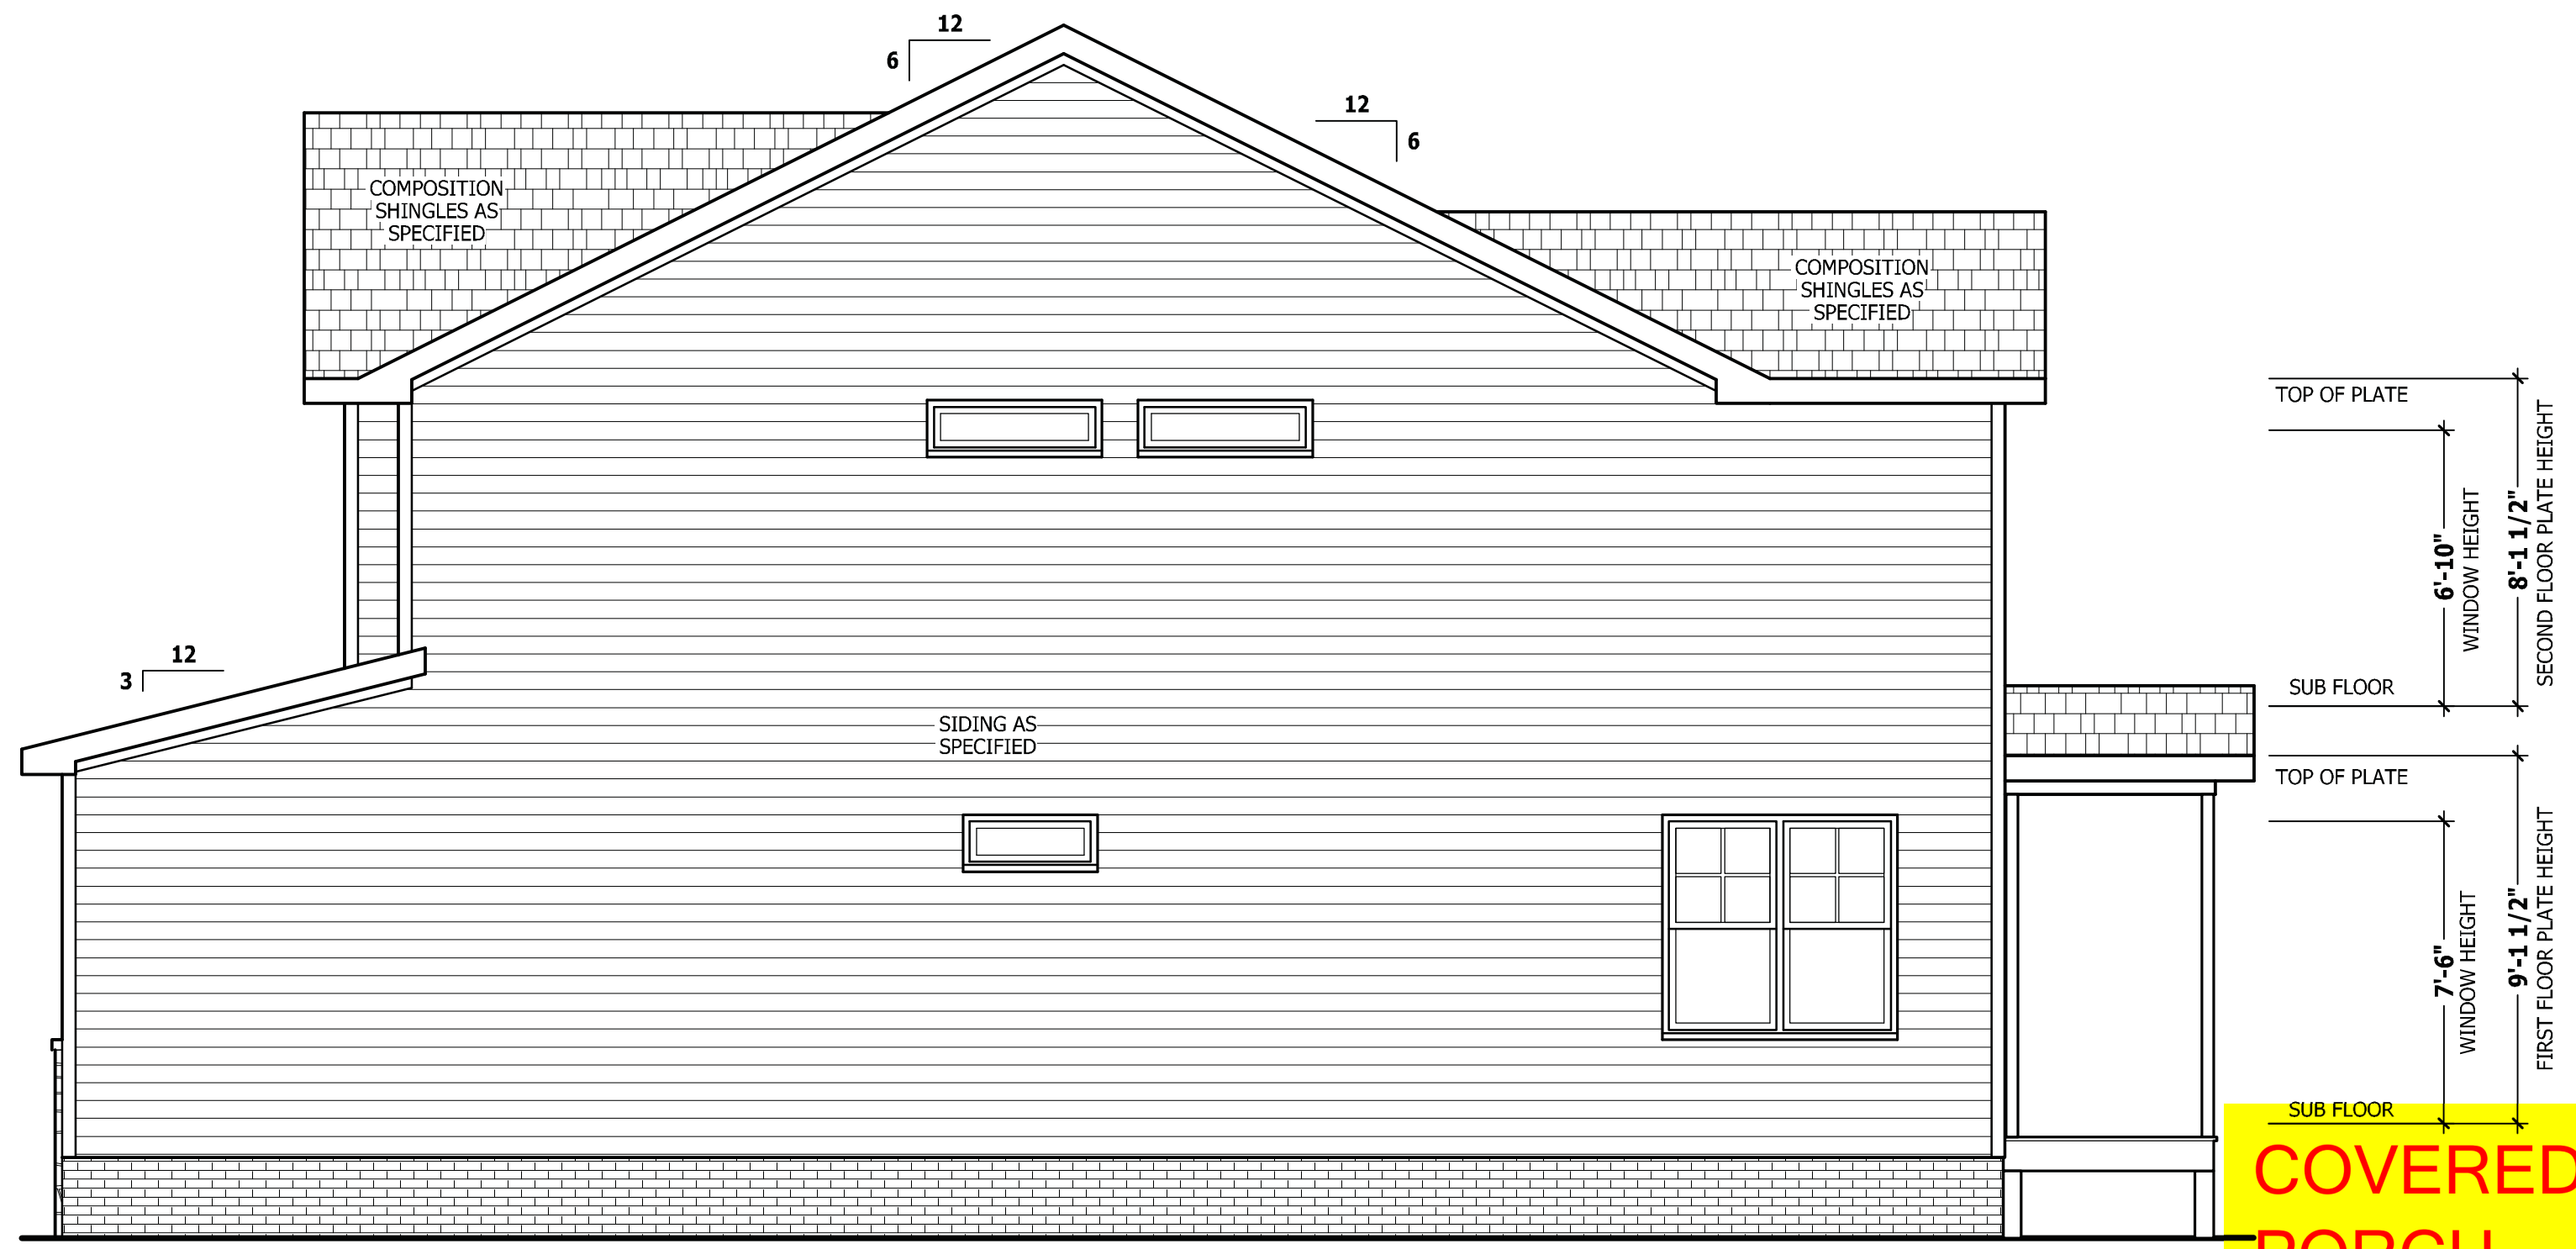 12
6
12
6
COMPOSITION
SHINGLES AS
SPECIFIED
COMPOSITION
SHINGLES AS
SPECIFIED
TOP OF PLATE
6'-10"
WINDOW HEIGHT
8'-1 1/2"
SECOND FLOOR PLATE HEIGHT
12
3
SUB FLOOR
SIDING AS
SPECIFIED
TOP OF PLATE
7'-6"
WINDOW HEIGHT
9'-1 1/2"
FIRST FLOOR PLATE HEIGHT
SUB FLOOR
COVERED
PORCH